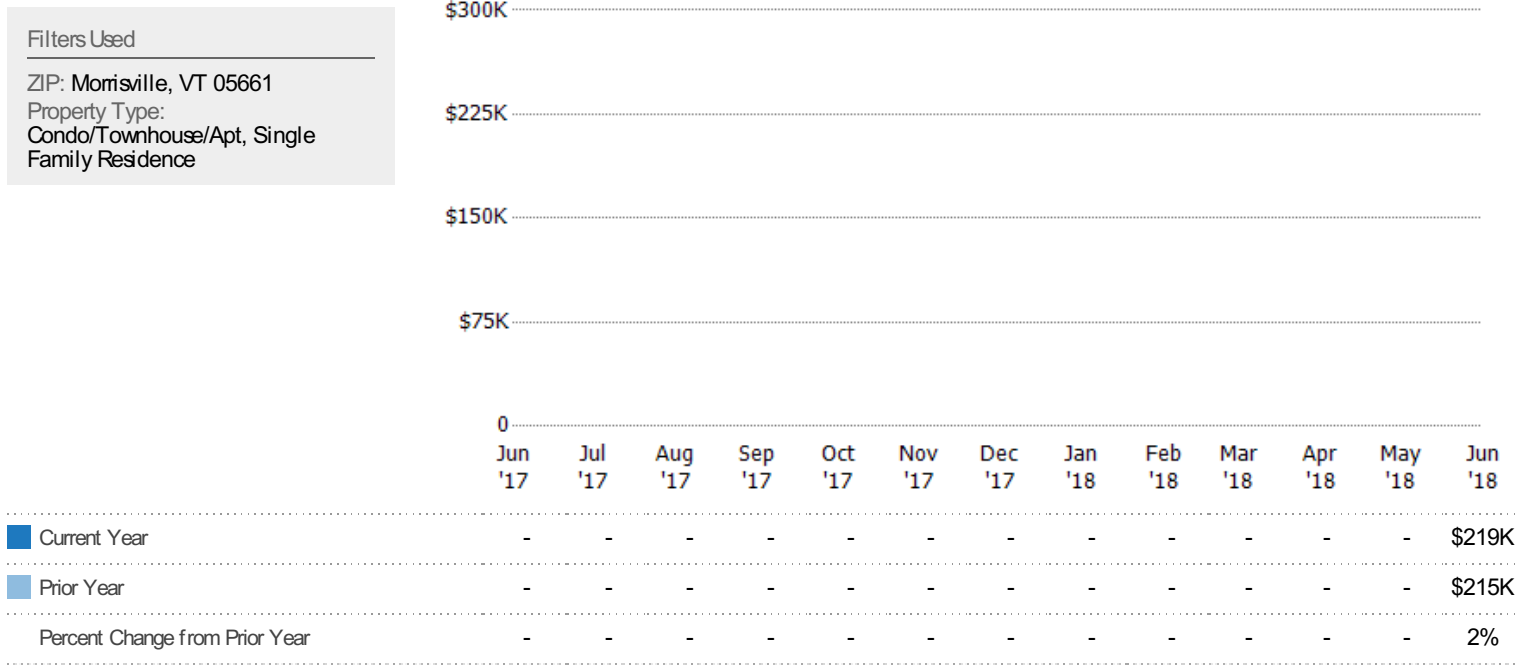 Filters Used
ZIP: Morrisville, VT 05661
Property Type:
Condo/Townhouse/Apt, Single
Family Residence
$300K
$225K
$150K
$75K
0
Jun Jul Aug Sep Oct Nov Dec Jan Feb Mar Apr May Jun
'17 '17 '17 '17 '17 '17 '17 '18 '18 '18 '18 '18 '18
Current Year - - - - - - - - - - - - $219K
Prior Year - - - - - - - - - - - - $215K
Percent Change from Prior Year - - - - - - - - - - - - 2%